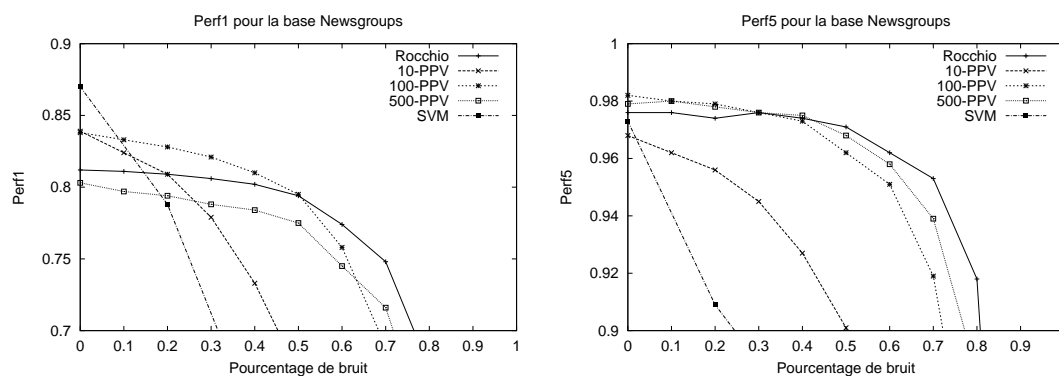 Perf1 pour la base Newsgroups
0.9
0.85
0.8
0.75
0.7
Perf1
0 0.1 0.2 0.3 0.4 0.5 0.6 0.7 0.8 0.9 1
Pourcentage de bruit
Rocchio
10-PPV
100-PPV
500-PPV
SVM
Perf5 pour la base Newsgroups
1
0.98
0.96
0.94
0.92
0.9
Perf5
0 0.1 0.2 0.3 0.4 0.5 0.6 0.7 0.8 0.9
Pourcentage de bruit
Rocchio
10-PPV
100-PPV
500-PPV
SVM